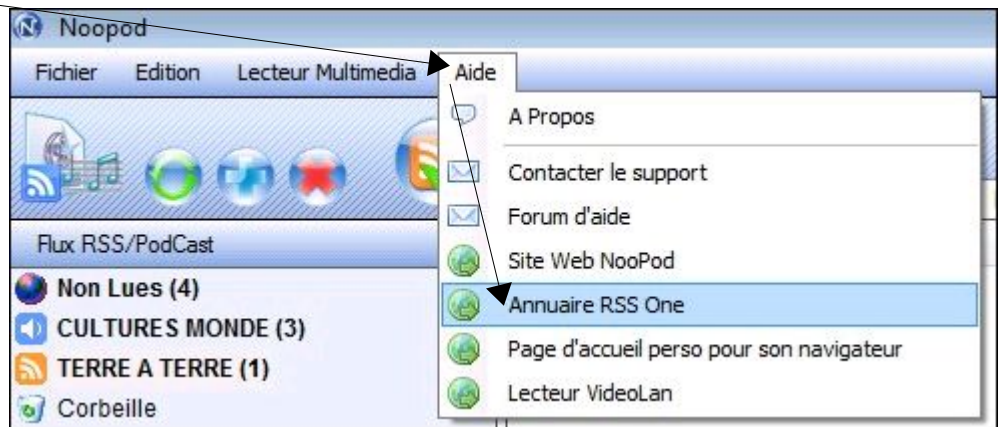 Noopod
Fichier Edition Lecteur Multimedia Aide
A Propos
Contacter le support
Forum d'aide
Site Web NooPod
Annuaire RSS One
Page d'accueil perso pour son navigateur
Lecteur VideoLan
Flux RSS/PodCast
Non Lues (4)
CULTURES MONDE (3)
TERRE A TERRE (1)
Corbeille